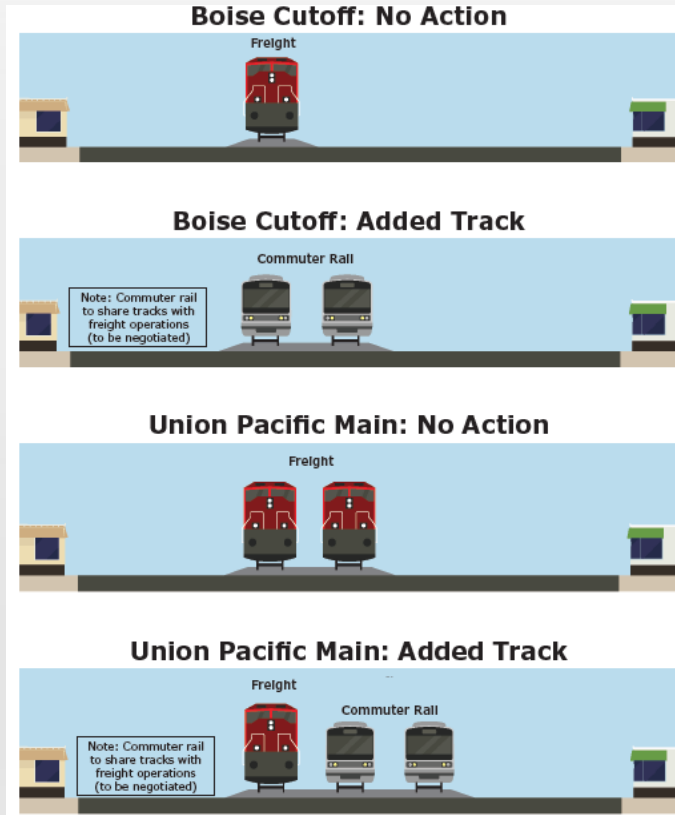 Boise Cutoff: No Action
Freight
Boise Cutoff: Added Track
Commuter Rail
Note: Commuter rail
to share tracks with
freight operations
(to be negotiated)
Union Pacific Main: No Action
Freight
Union Pacific Main: Added Track
Freight
Commuter Rail
Note: Commuter rail
to share tracks with
freight operations
(to be negotiated)